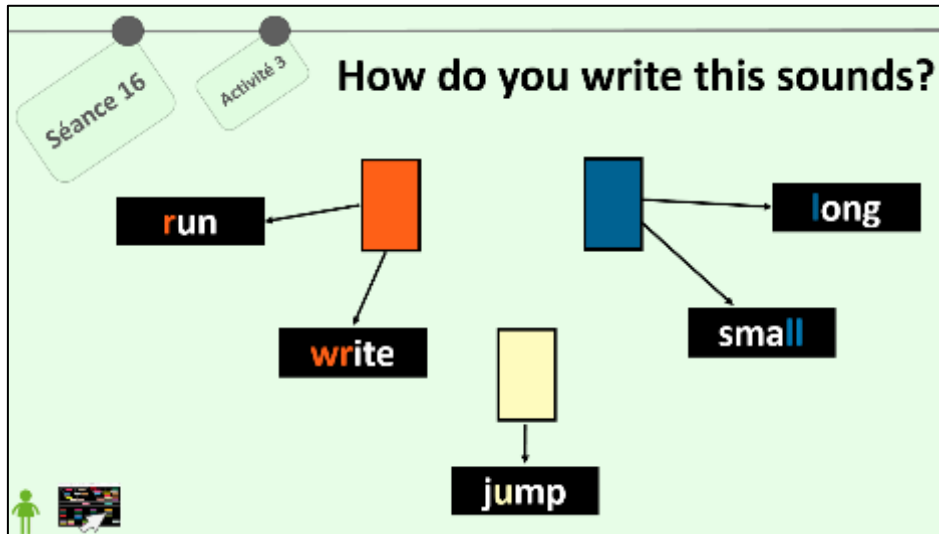 Séance 16
Activité 3
How do you write this sounds?
run
long
write
small
jump